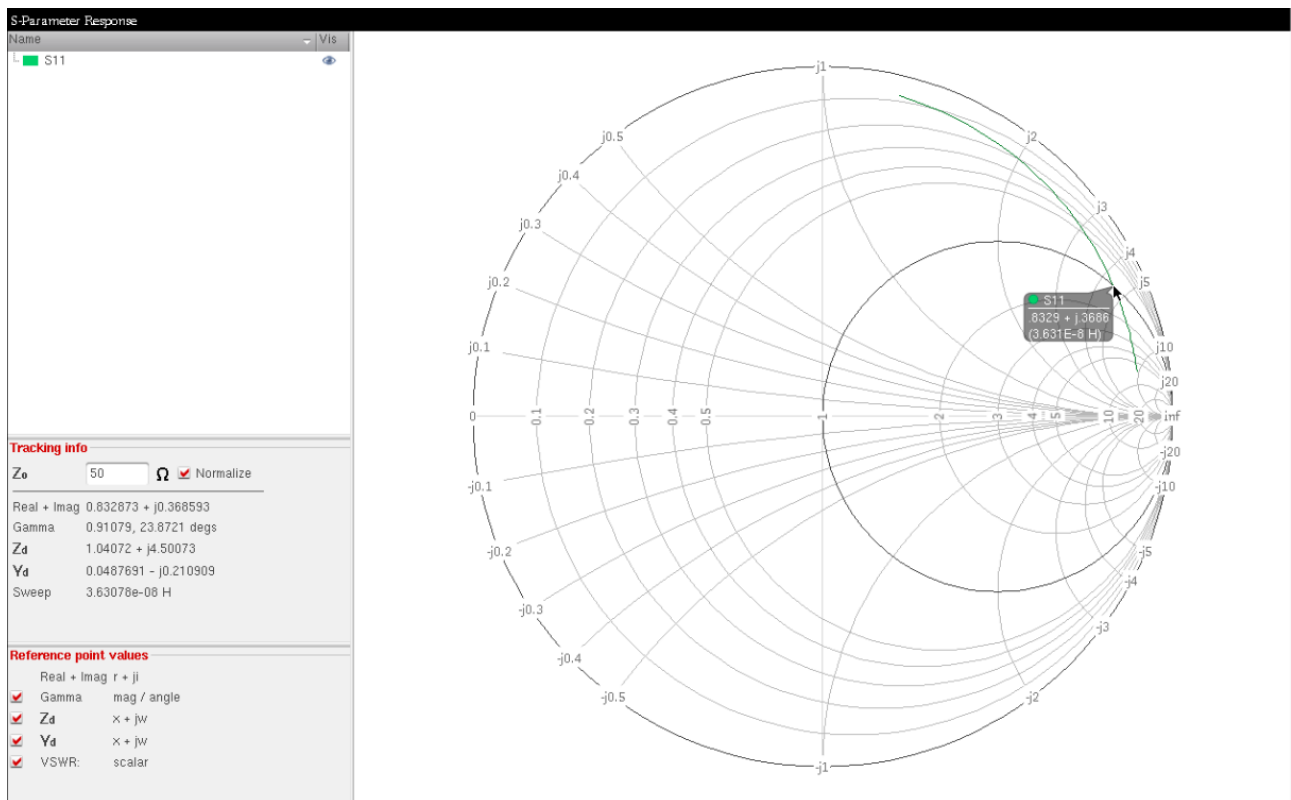 S-Parameter Response
Name Vis
S11
Tracking info
Zo 50 Ω Normalize
Real + Imag 0.832873 + j0.368593
Gamma 0.91079, 23.8721 degs
Zd 1.04072 + j4.50073
Yd 0.0487691 - j0.210909
Sweep 3.63078e-08 H
Reference point values
Real + Imag r + ji
Gamma mag / angle
Zd x + jw
Yd x + jw
VSWR: scalar
j1
j0.5
j2
j0.4
j3
j0.3
j4
j0.2
j5
S11
.8329 + j.3686
(3.631E-8 H)
j0.1
j10
j20
0 0.1 0.2 0.3 0.4 0.5 1 2 3 4 5 10 20 inf
-j20
-j0.1
-j10
-j0.2
-j5
-j4
-j0.3
-j3
-j0.4
-j0.5
-j2
-j1